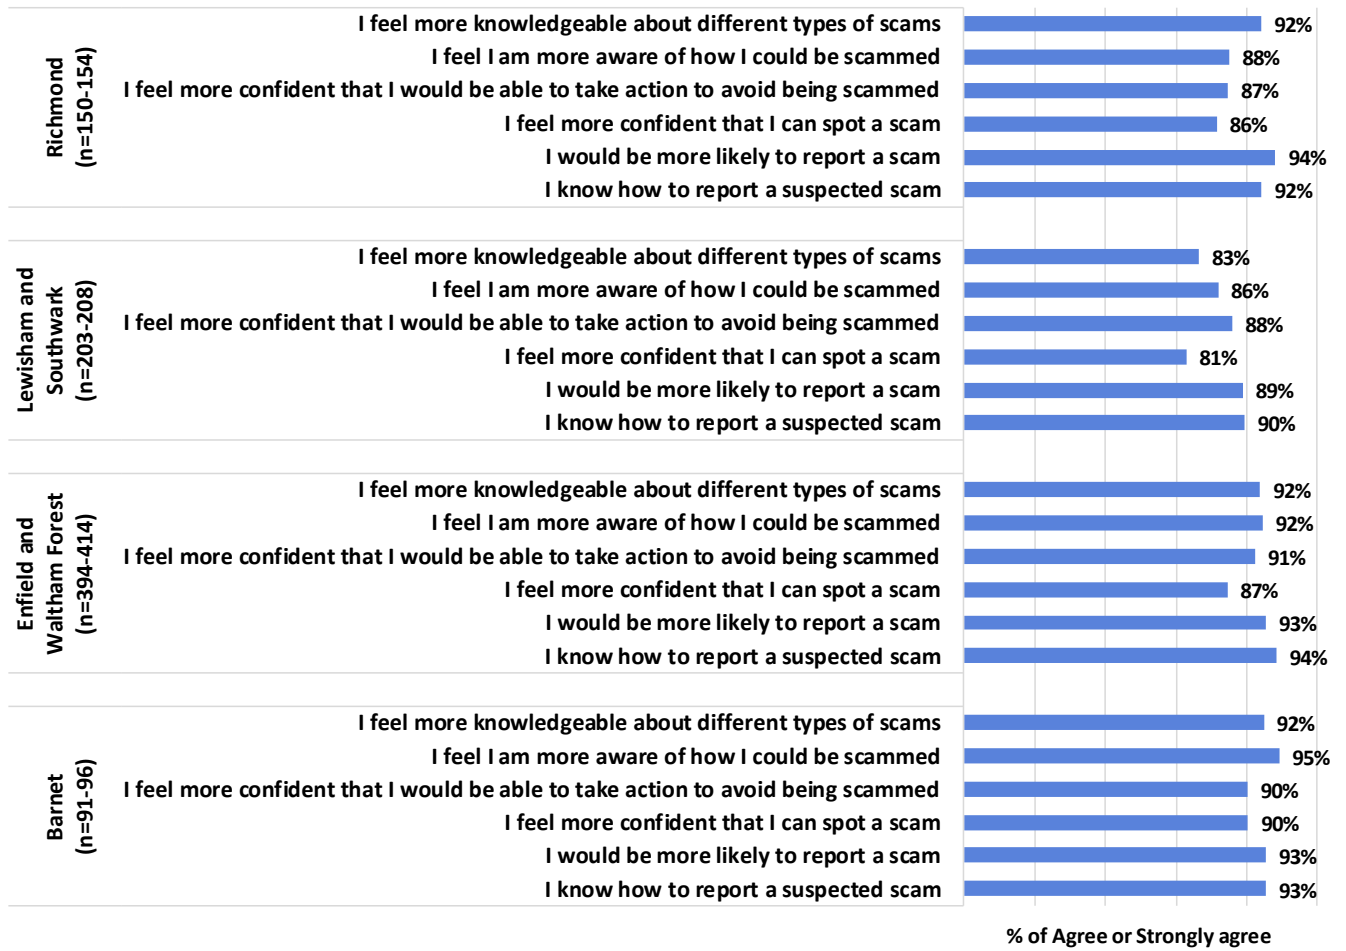 Richmond
(n=150-154)
I feel more knowledgeable about different types of scams 92%
I feel I am more aware of how I could be scammed 88%
I feel more confident that I would be able to take action to avoid being scammed 87%
I feel more confident that I can spot a scam 86%
I would be more likely to report a scam 94%
I know how to report a suspected scam 92%
Lewisham and
Southwark
(n=203-208)
I feel more knowledgeable about different types of scams 83%
I feel I am more aware of how I could be scammed 86%
I feel more confident that I would be able to take action to avoid being scammed 88%
I feel more confident that I can spot a scam 81%
I would be more likely to report a scam 89%
I know how to report a suspected scam 90%
Enfield and
Waltham Forest
(n=394-414)
I feel more knowledgeable about different types of scams 92%
I feel I am more aware of how I could be scammed 92%
I feel more confident that I would be able to take action to avoid being scammed 91%
I feel more confident that I can spot a scam 87%
I would be more likely to report a scam 93%
I know how to report a suspected scam 94%
Barnet
(n=91-96)
I feel more knowledgeable about different types of scams 92%
I feel I am more aware of how I could be scammed 95%
I feel more confident that I would be able to take action to avoid being scammed 90%
I feel more confident that I can spot a scam 90%
I would be more likely to report a scam 93%
I know how to report a suspected scam 93%
% of Agree or Strongly agree